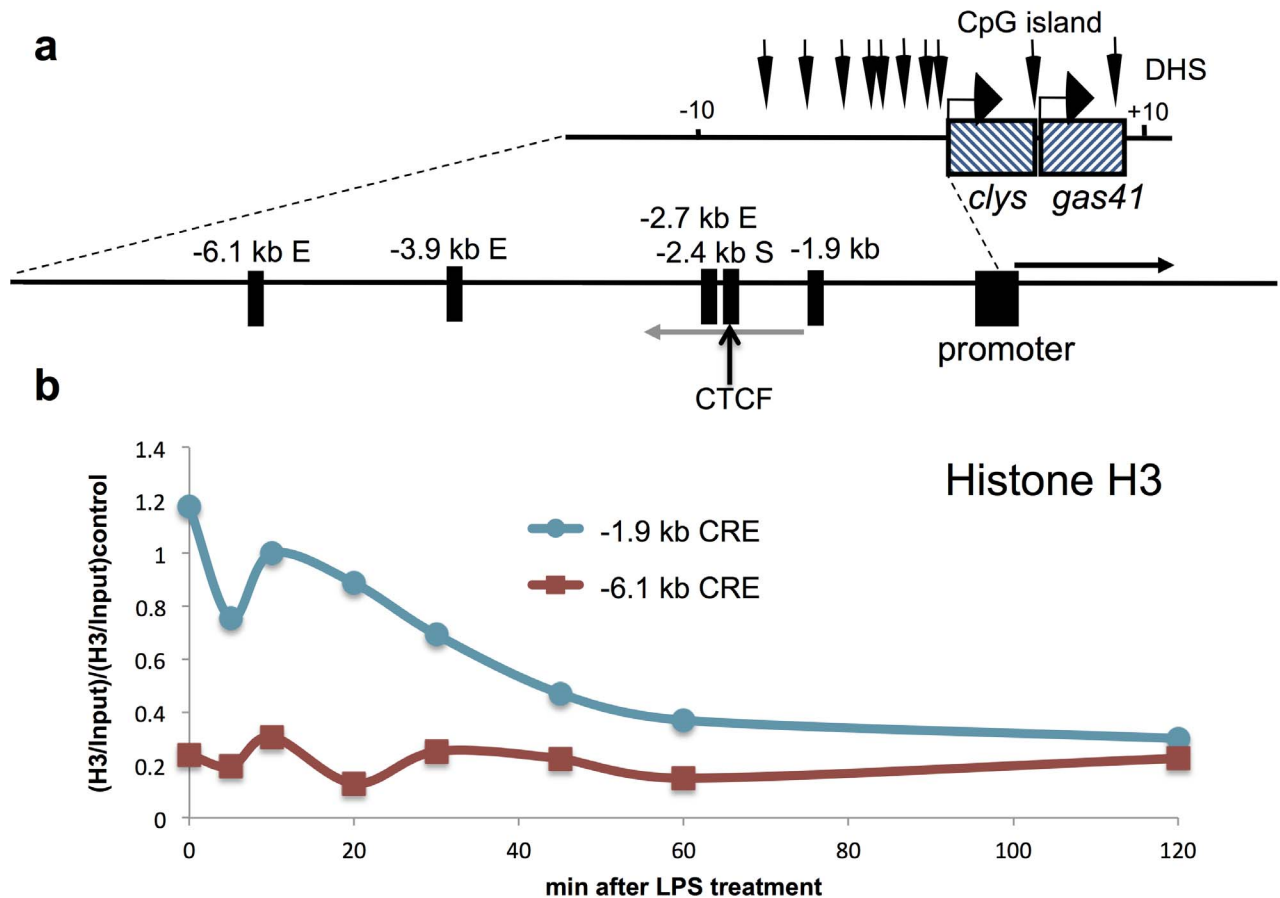 a
CpG island
DHS
-10
+10
clys gas41
-2.7 kb E
-6.1 kb E
-3.9 kb E
-2.4 kb S
-1.9 kb
promoter
CTCF
b
Histone H3
(H3/Input)/(H3/Input)control
1.4
1.2
1
0.8
0.6
0.4
0.2
0
-1.9 kb CRE
-6.1 kb CRE
0 20 40 60 80 100 120
min after LPS treatment